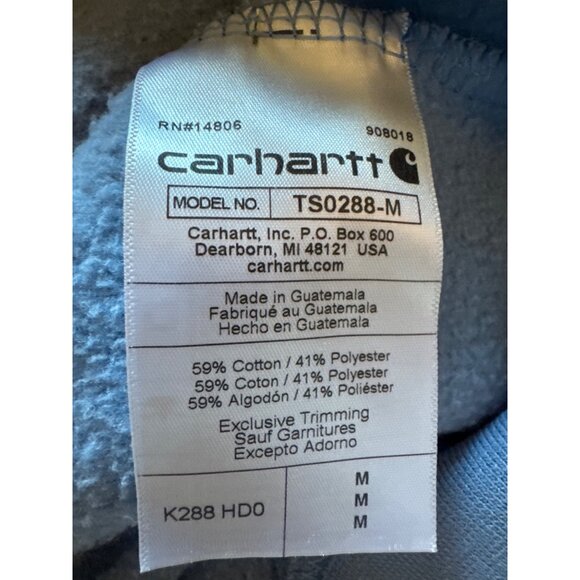 RN#14806 908018
carhartt
MODEL NO. TS0288-M
Carhartt, Inc. P.O. Box 600
Dearborn, MI 48121 USA
carhartt.com
Made in Guatemala
Fabriqué au Guatemala
Hecho en Guatemala
59% Cotton / 41% Polyester
59% Coton / 41% Polyester
59% Algodón / 41% Poliéster
Exclusive Trimming
Sauf Garnitures
Excepto Adorno
K288 HD0
M
M
M